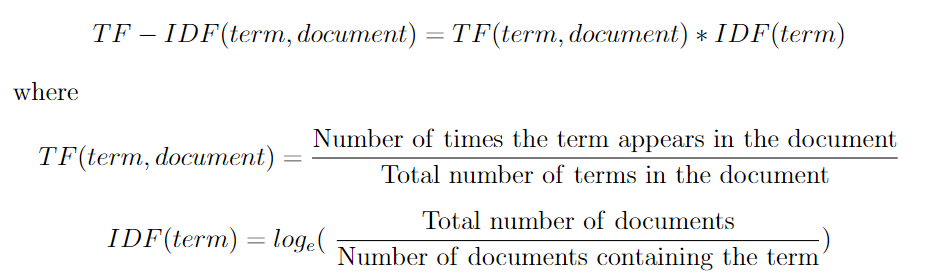 TF − IDF(term, document) = TF(term, document) ∗ IDF(term)
where
TF(term, document) = Number of times the term appears in the document / Total number of terms in the document
IDF(term) = log_e( Total number of documents / Number of documents containing the term )